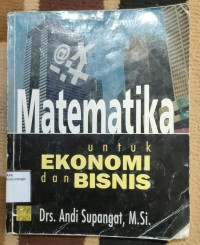 Matematika
untuk
EKONOMI
dan BISNIS
Drs. Andi Supangat, M.Si.